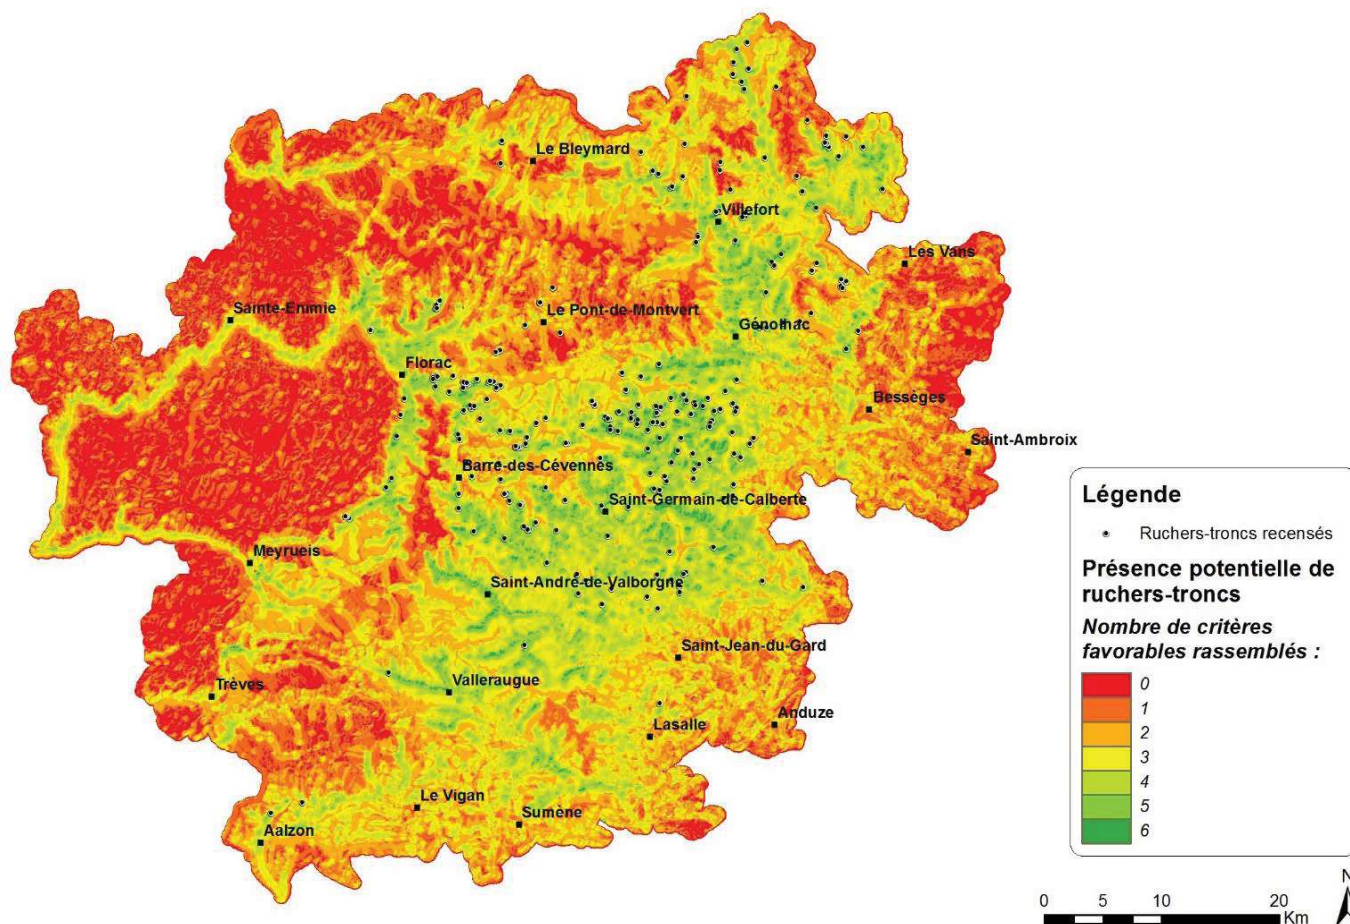 Le Bleymard
Villefort
Les Vans
Sainte-Enimie
Le Pont-de-Montvert
Génolhac
Florac
Bessèges
Saint-Ambroix
Barre-des-Cévennes
Saint-Germain-de-Calberte
Meyrueis
Saint-André-de-Valborgne
Saint-Jean-du-Gard
Trèves
Valleraugue
Anduze
Lasalle
Le Vigan
Sumène
Aalzon
Légende
Ruchers-troncs recensés
Présence potentielle de
ruchers-troncs
Nombre de critères
favorables rassemblés :
0
1
2
3
4
5
6
N
0 5 10 20
Km